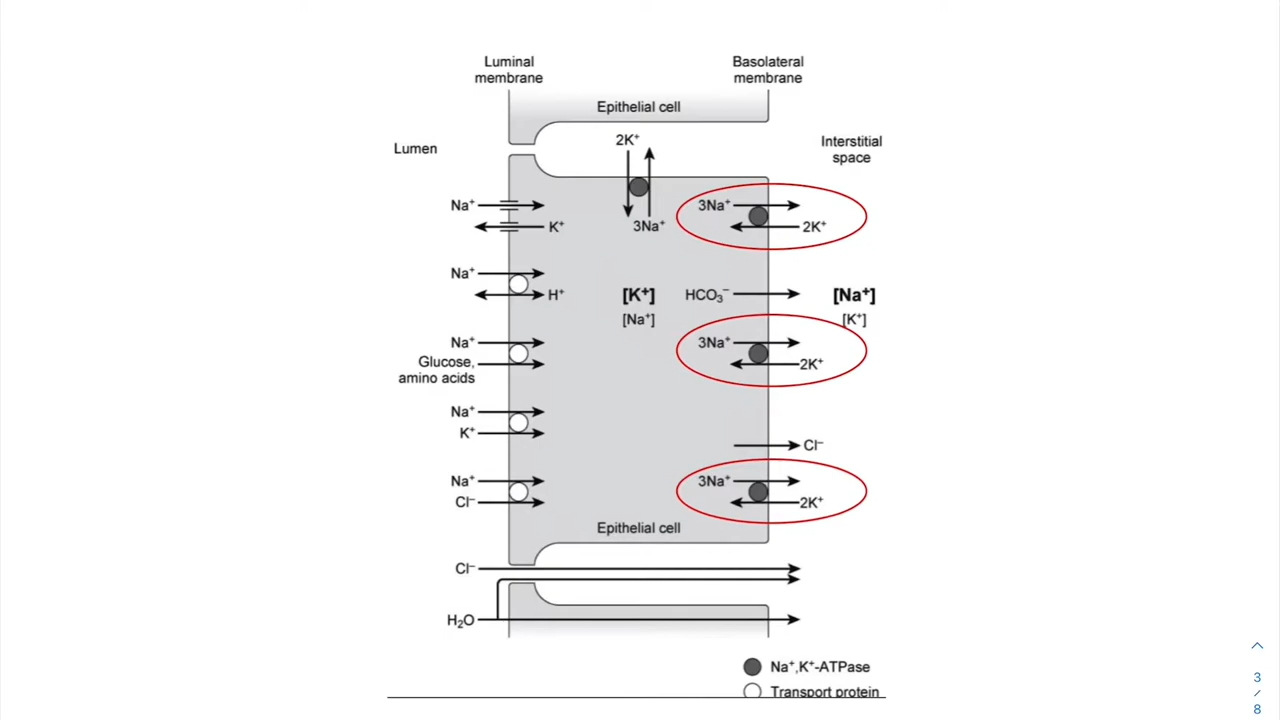 Luminal
membrane
Basolateral
membrane
Epithelial cell
Lumen
2K⁺
Interstitial
space
Na⁺
3Na⁺
K⁺
3Na⁺
2K⁺
Na⁺
H⁺
[K⁺]
HCO₃⁻
[Na⁺]
[Na⁺]
[K⁺]
Na⁺
3Na⁺
Glucose,
amino acids
2K⁺
Na⁺
K⁺
Cl⁻
Na⁺
3Na⁺
Cl⁻
2K⁺
Epithelial cell
Cl⁻
H₂O
Na⁺,K⁺-ATPase
Transport protein
3
/
8